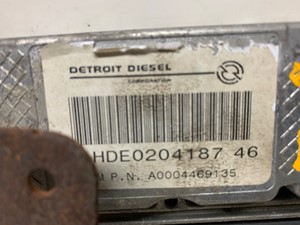 DETROIT DIESEL
CORPORATION
HDE0204187 46
M P.N. A0004469135